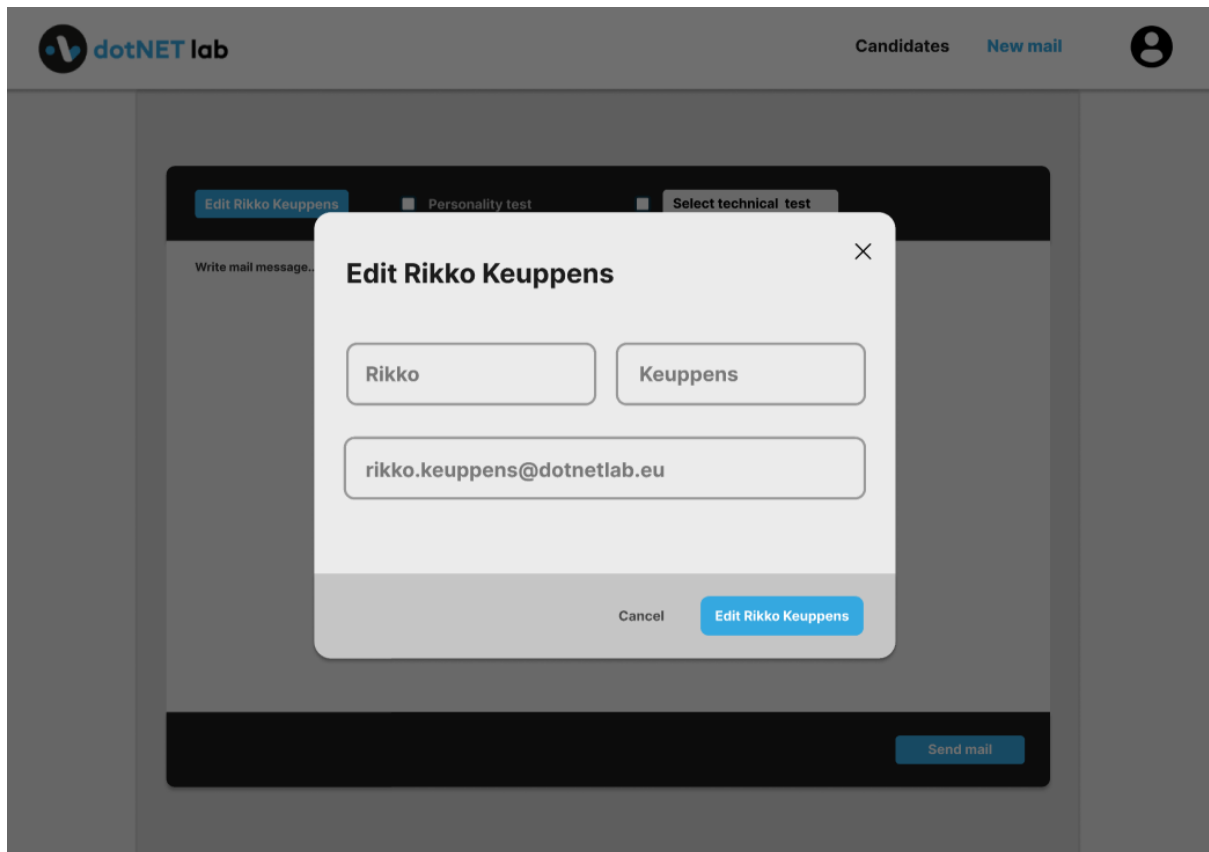 dotNET lab Candidates New mail
Edit Rikko Keuppens Personality test Select technical test
Write mail message..
Edit Rikko Keuppens
Rikko Keuppens
rikko.keuppens@dotnetlab.eu
Cancel Edit Rikko Keuppens
Send mail